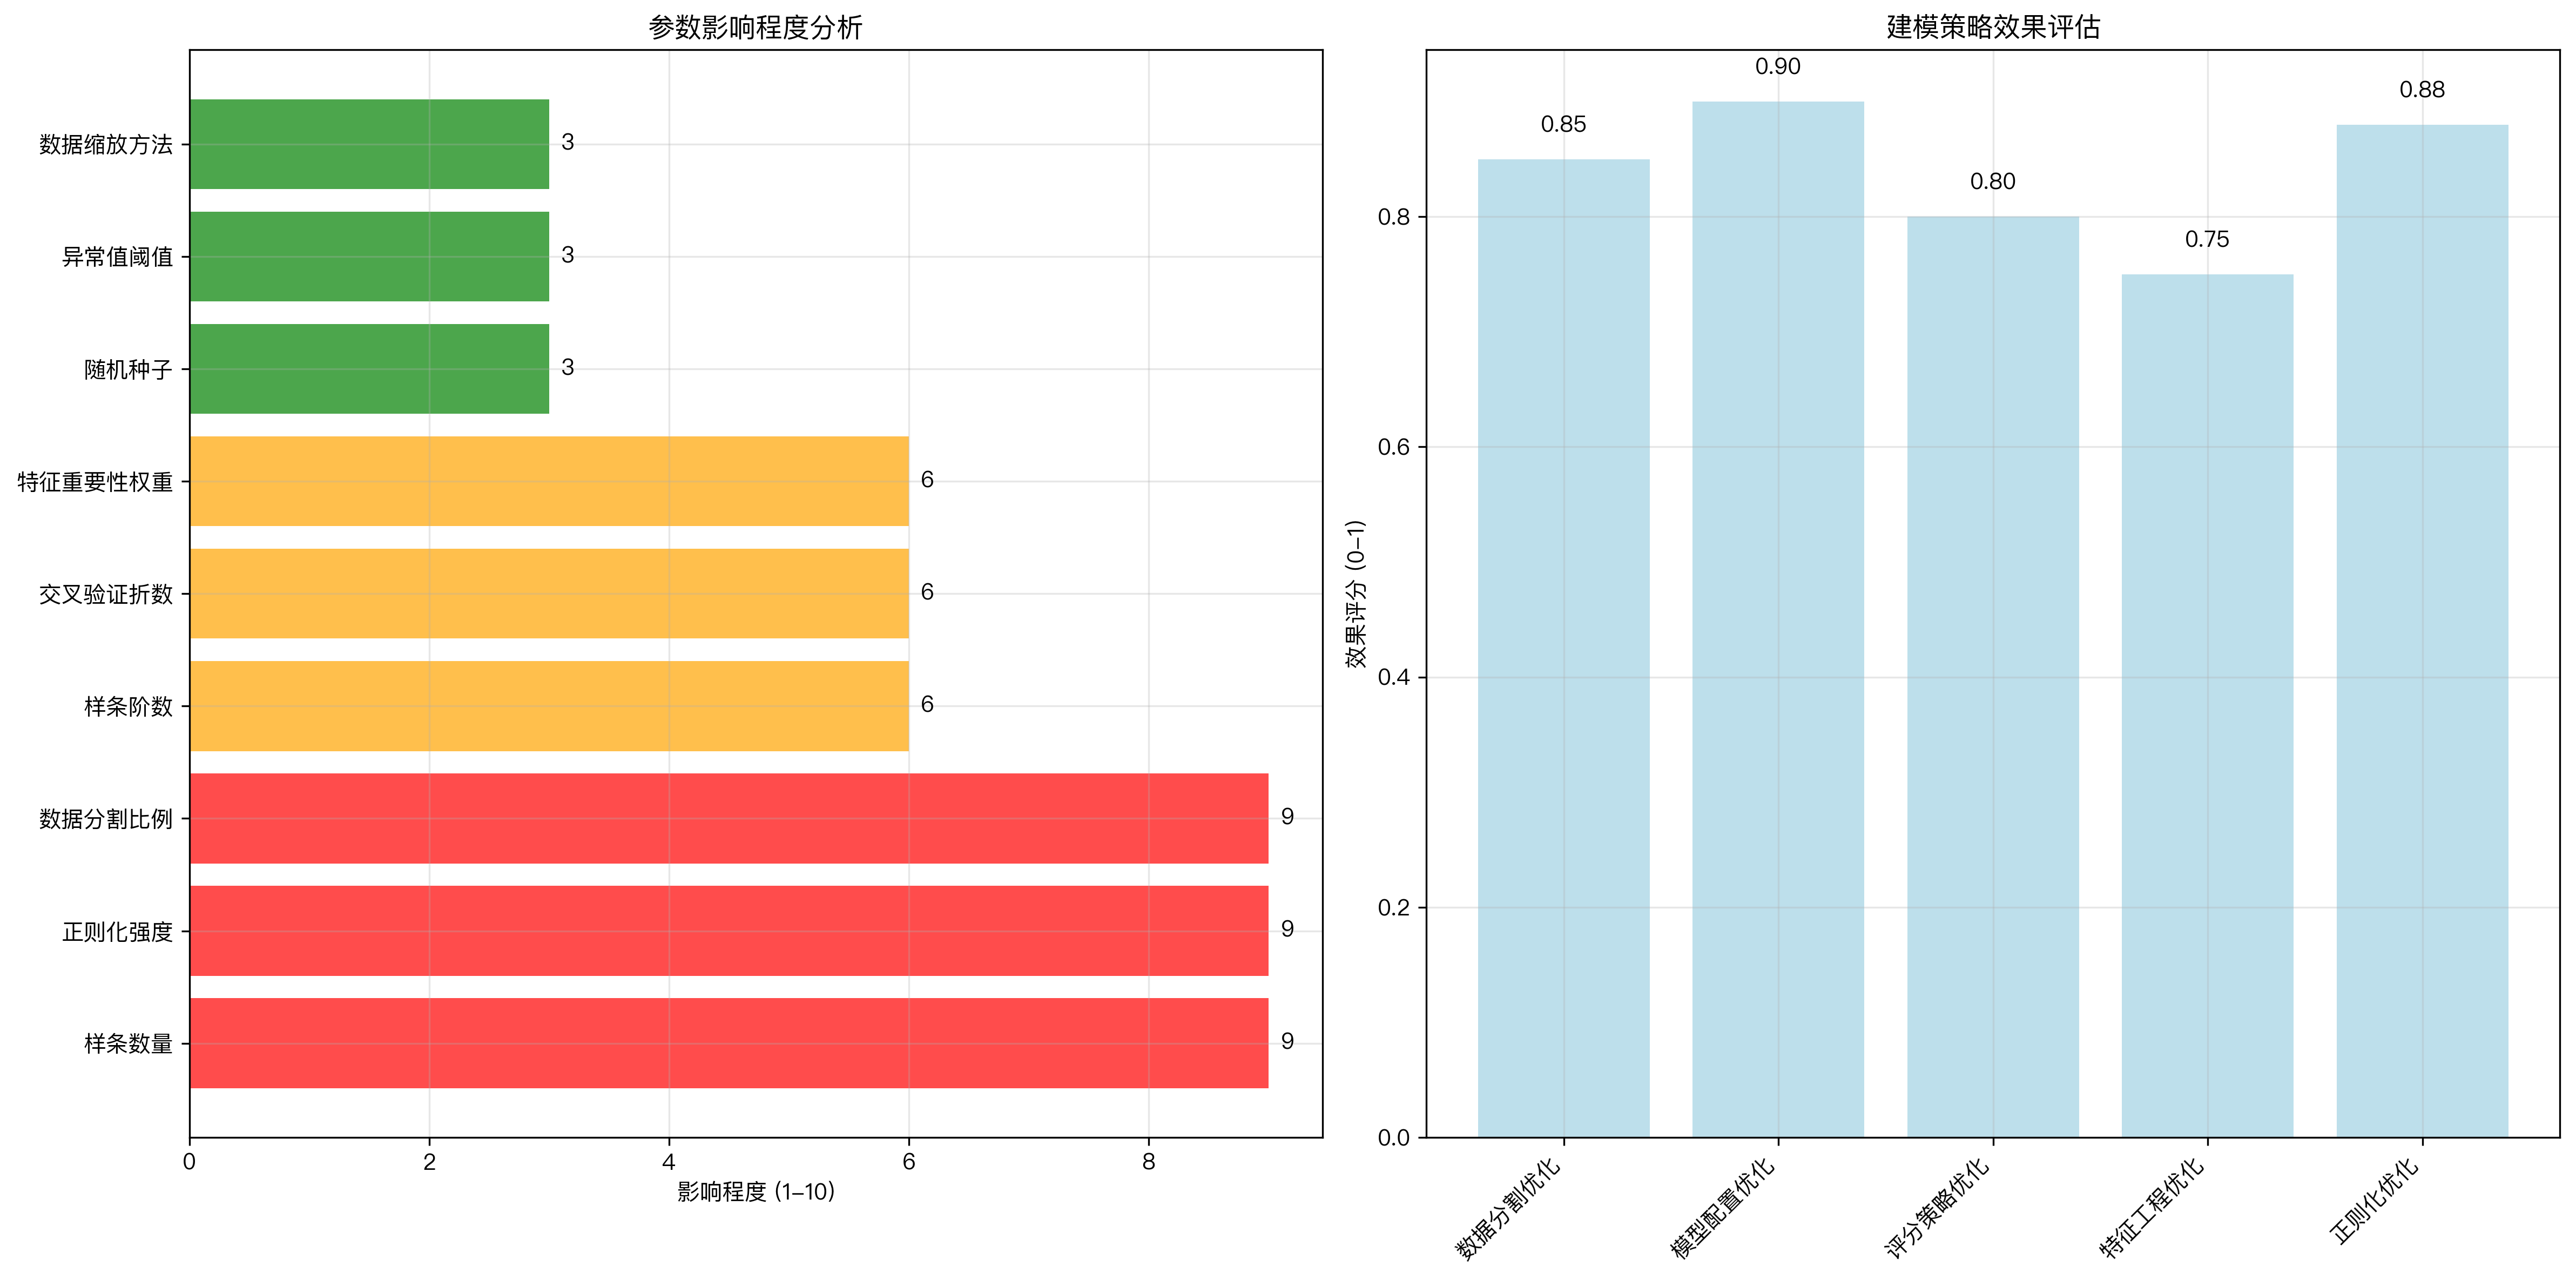 参数影响程度分析
数据缩放方法
3
异常值阈值
3
随机种子
3
特征重要性权重
6
交叉验证折数
6
样条阶数
6
数据分割比例
9
正则化强度
9
样条数量
9
0 2 4 6 8
影响程度 (1–10)
建模策略效果评估
效果评分 (0–1)
0.8
0.6
0.4
0.2
0.0
0.85
0.90
0.80
0.75
0.88
数据分割优化
模型配置优化
评分策略优化
特征工程优化
正则化优化